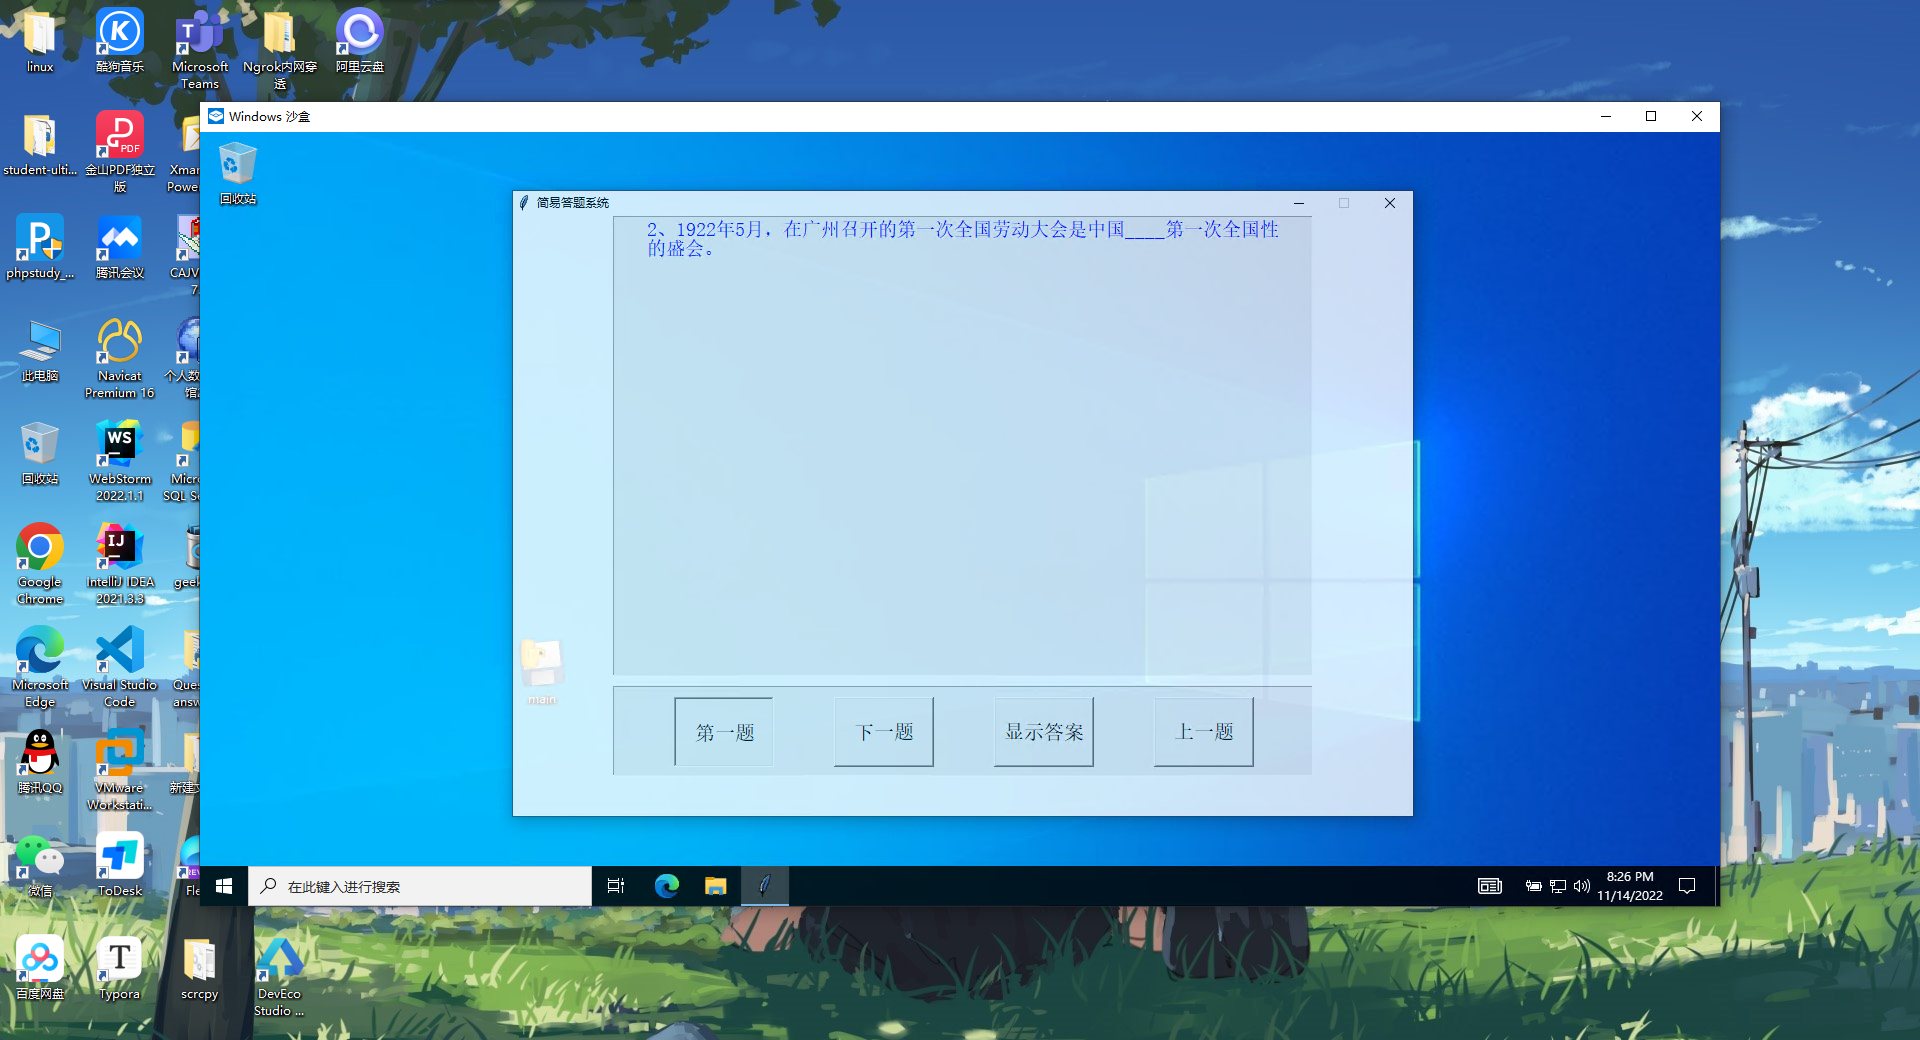 linux
酷狗音乐
Microsoft
Teams
Ngrok内网穿
透
阿里云盘
student-ulti...
金山PDF独立
版
Xmar
Powe
phpstudy_...
腾讯会议
CAJV
7.
此电脑
Navicat
Premium 16
个人数
馆
回收站
WebStorm
2022.1.1
Micr
SQL S
Google
Chrome
IntelliJ IDEA
2021.3.3
geek
Microsoft
Edge
Visual Studio
Code
Que
answ
腾讯QQ
VMware
Workstati...
新建文
微信
ToDesk
Fle
百度网盘
Typora
scrcpy
DevEco
Studio ...
Windows 沙盒
回收站
简易答题系统
2、1922年5月，在广州召开的第一次全国劳动大会是中国____第一次全国性
的盛会。
main
第一题
下一题
显示答案
上一题
在此键入进行搜索
8:26 PM
11/14/2022